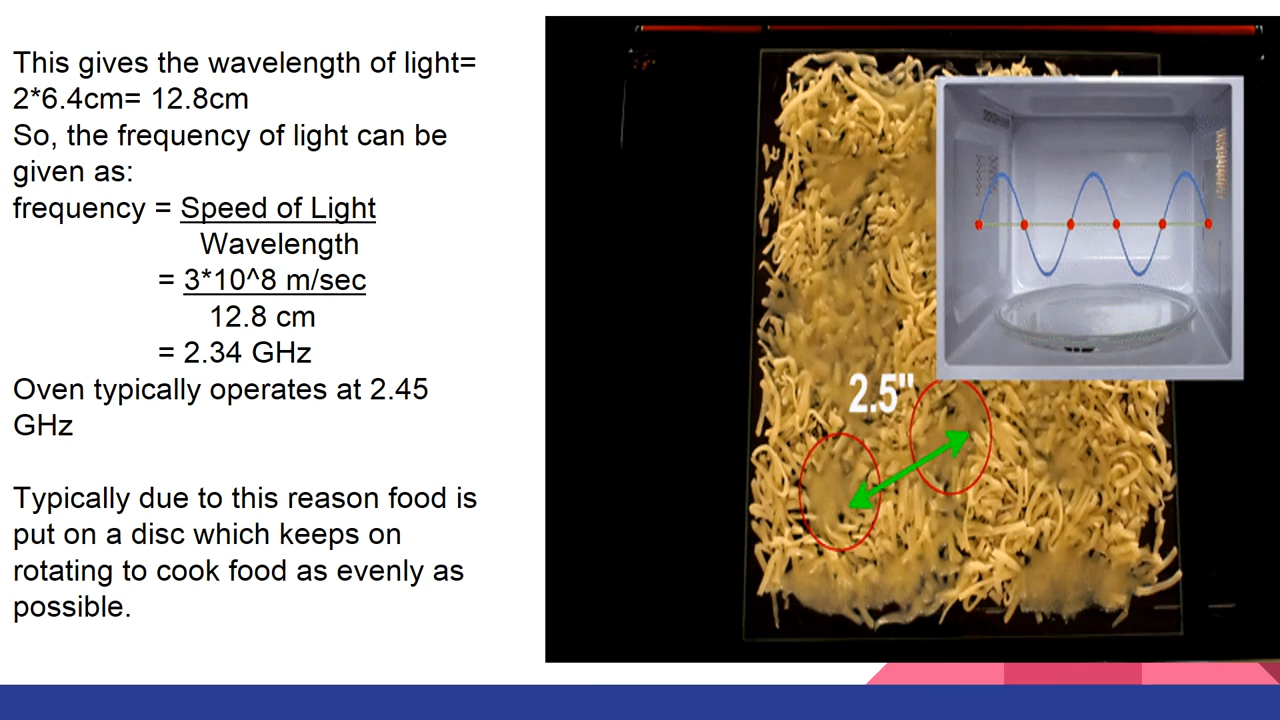 This gives the wavelength of light=
2*6.4cm= 12.8cm
So, the frequency of light can be
given as:
frequency = Speed of Light
Wavelength
= 3*10^8 m/sec
12.8 cm
= 2.34 GHz
Oven typically operates at 2.45
GHz
Typically due to this reason food is
put on a disc which keeps on
rotating to cook food as evenly as
possible.
2.5"